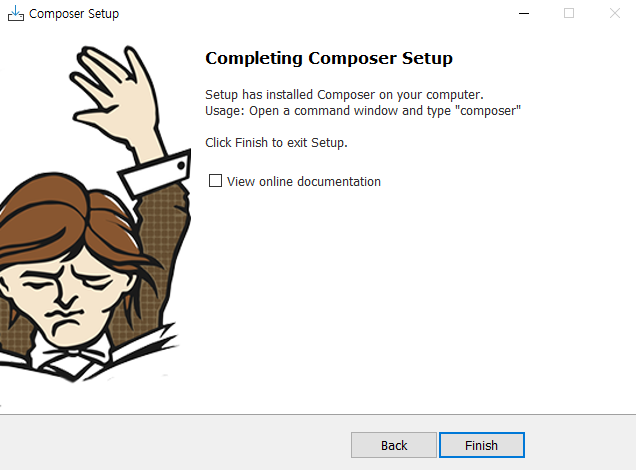 Composer Setup
Completing Composer Setup
Setup has installed Composer on your computer.
Usage: Open a command window and type "composer"
Click Finish to exit Setup.
View online documentation
Back
Finish